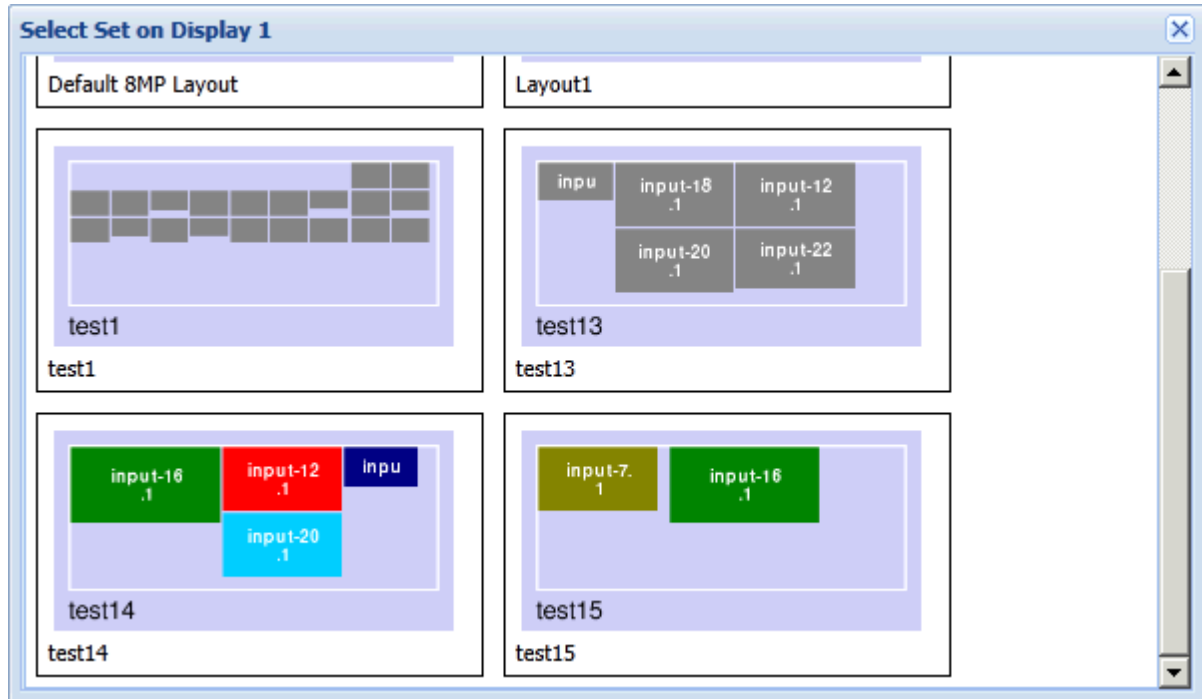 Select Set on Display 1
Default 8MP Layout
Layout1
test1
test1
inpu
input-18
.1
input-12
.1
input-20
.1
input-22
.1
test13
test13
input-16
.1
input-12
.1
inpu
input-20
.1
test14
test14
input-7.
1
input-16
.1
test15
test15